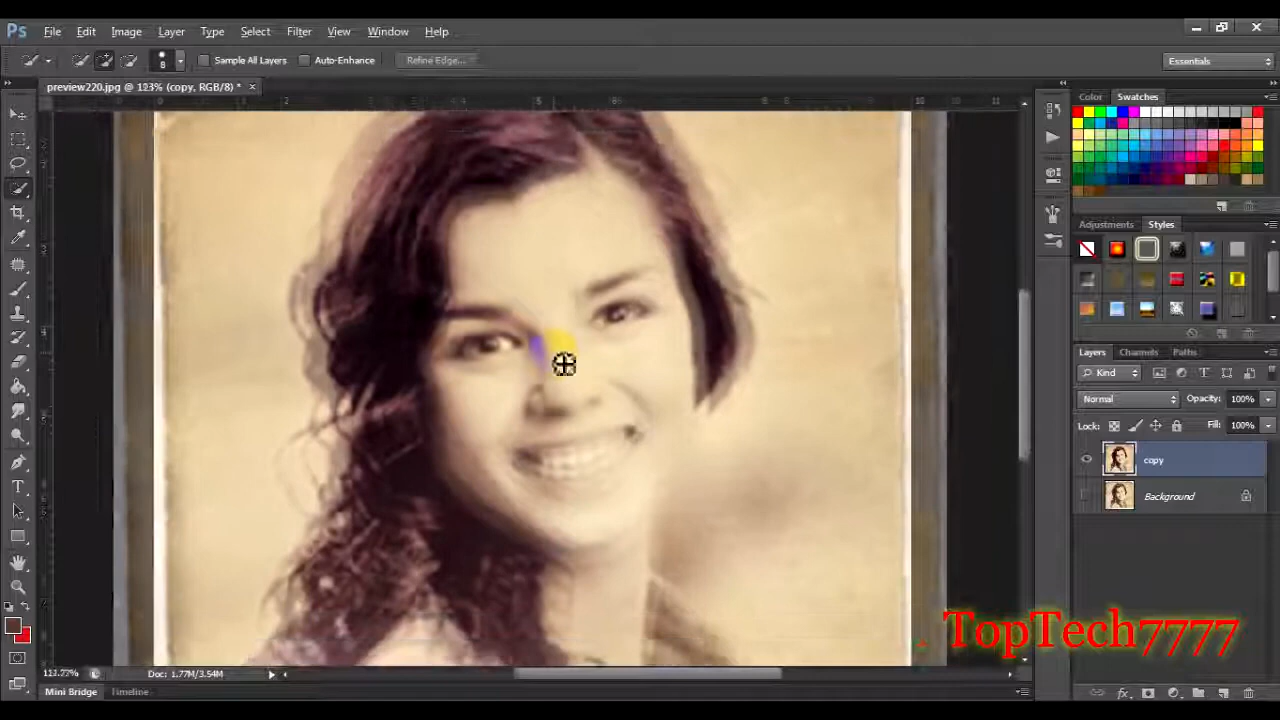 Ps File Edit Image Layer Type Select Filter View Window Help
8 Sample All Layers Auto-Enhance Refine Edge... Essentials
preview220.jpg @ 123% (copy, RGB/8) *
Color Swatches
Adjustments Styles
Layers Channels Paths
Kind
Normal Opacity: 100%
Lock: Fill: 100%
copy
Background
TopTech7777
Doc: 1.77M/3.54M
Mini Bridge Timeline